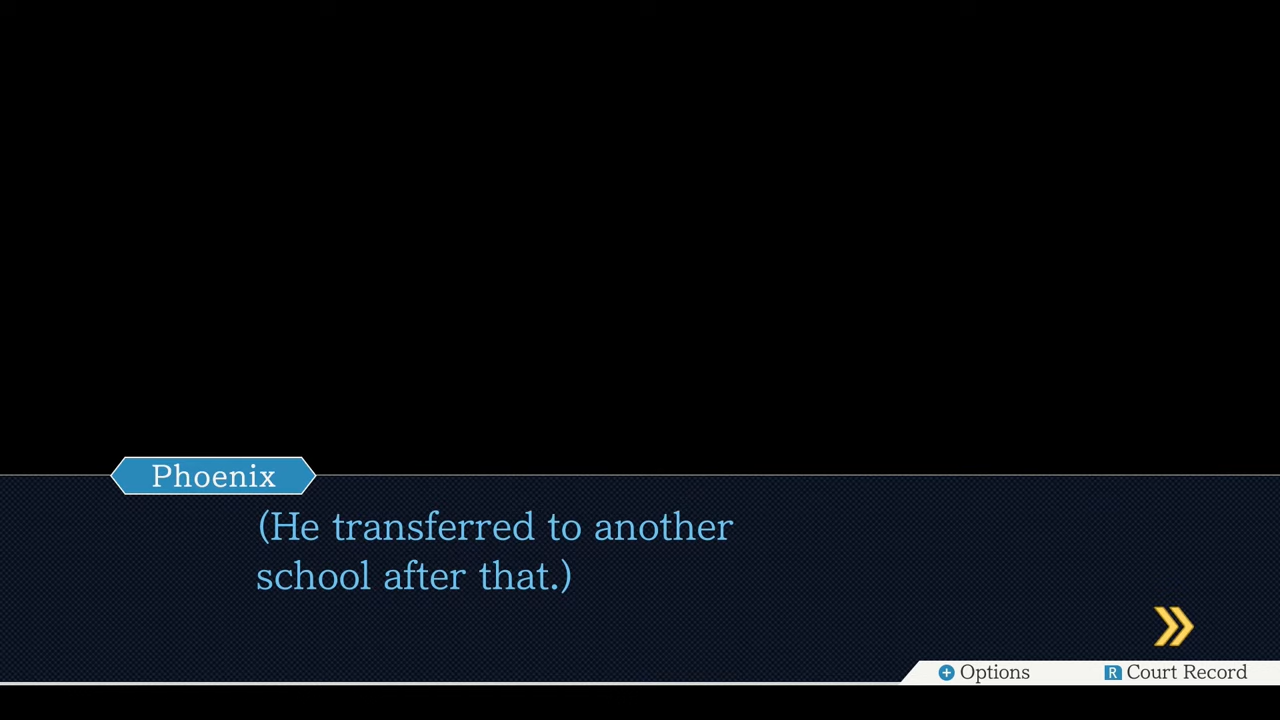 Phoenix
(He transferred to another
school after that.)
+ Options
R Court Record